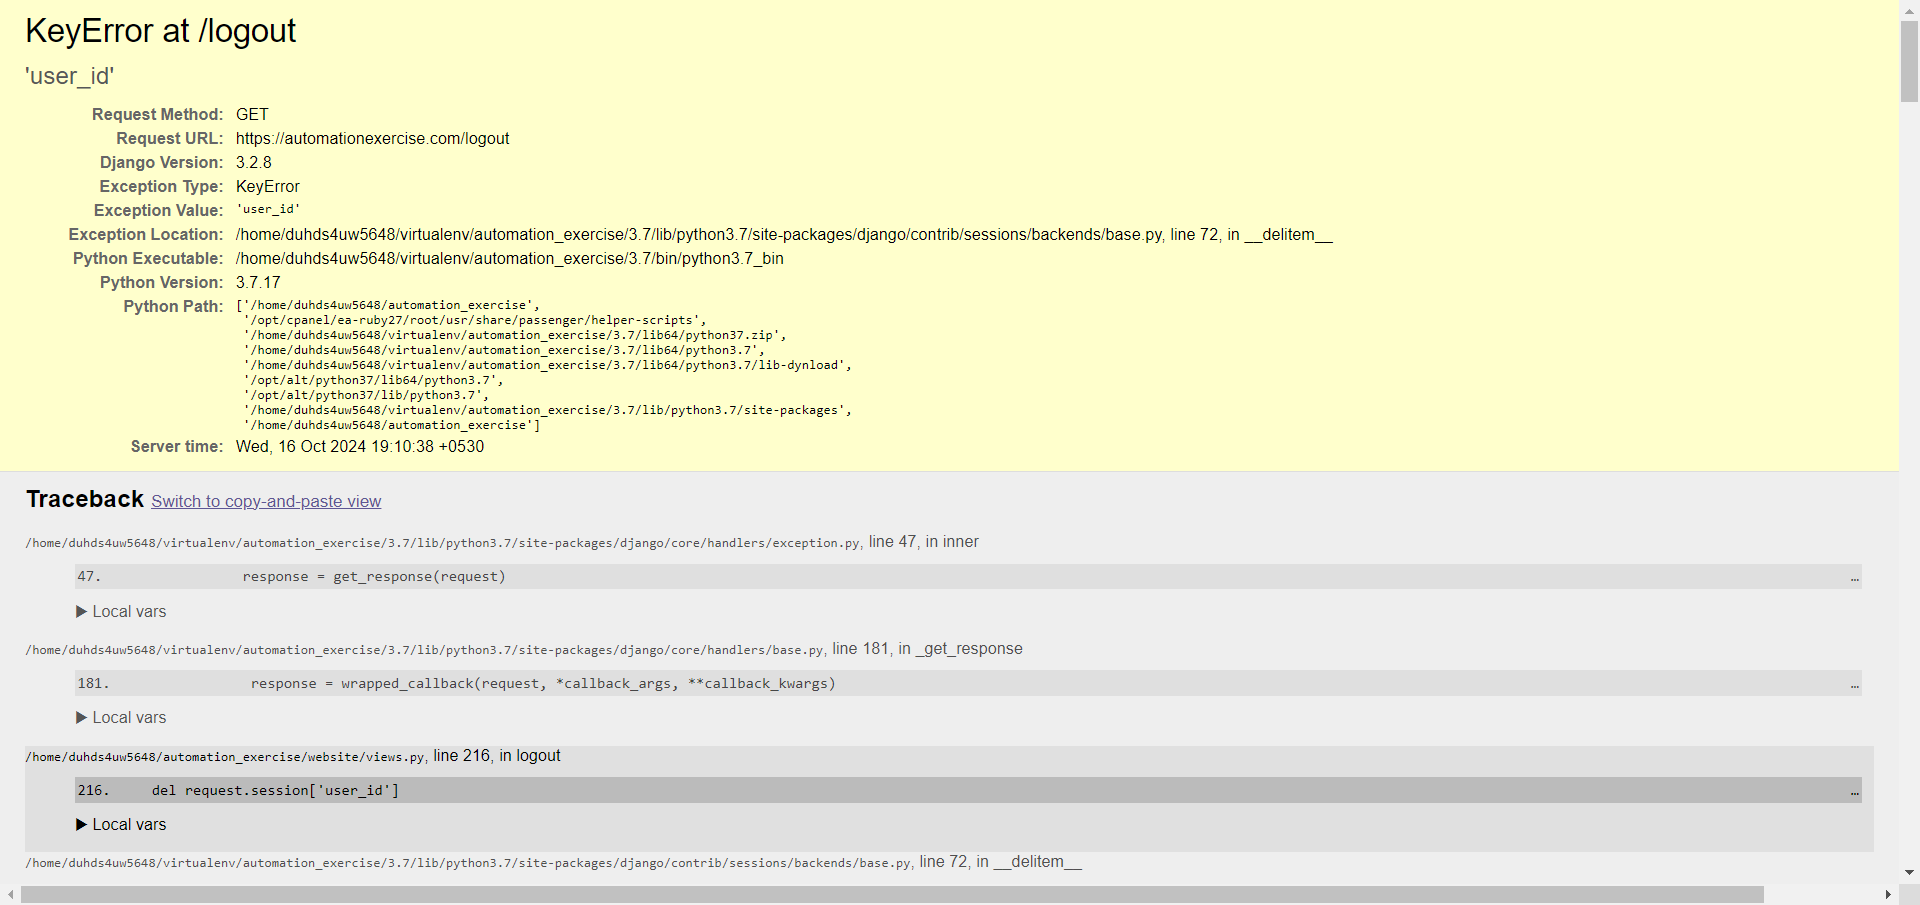 KeyError at /logout
'user_id'
Request Method: GET
Request URL: https://automationexercise.com/logout
Django Version: 3.2.8
Exception Type: KeyError
Exception Value: 'user_id'
Exception Location: /home/duhds4uw5648/virtualenv/automation_exercise/3.7/lib/python3.7/site-packages/django/contrib/sessions/backends/base.py, line 72, in __delitem__
Python Executable: /home/duhds4uw5648/virtualenv/automation_exercise/3.7/bin/python3.7_bin
Python Version: 3.7.17
Python Path: ['/home/duhds4uw5648/automation_exercise',
'/opt/cpanel/ea-ruby27/root/usr/share/passenger/helper-scripts',
'/home/duhds4uw5648/virtualenv/automation_exercise/3.7/lib64/python37.zip',
'/home/duhds4uw5648/virtualenv/automation_exercise/3.7/lib64/python3.7',
'/home/duhds4uw5648/virtualenv/automation_exercise/3.7/lib64/python3.7/lib-dynload',
'/opt/alt/python37/lib64/python3.7',
'/opt/alt/python37/lib/python3.7',
'/home/duhds4uw5648/virtualenv/automation_exercise/3.7/lib/python3.7/site-packages',
'/home/duhds4uw5648/automation_exercise']
Server time: Wed, 16 Oct 2024 19:10:38 +0530
Traceback Switch to copy-and-paste view
/home/duhds4uw5648/virtualenv/automation_exercise/3.7/lib/python3.7/site-packages/django/core/handlers/exception.py, line 47, in inner
47. response = get_response(request) …
▶ Local vars
/home/duhds4uw5648/virtualenv/automation_exercise/3.7/lib/python3.7/site-packages/django/core/handlers/base.py, line 181, in _get_response
181. response = wrapped_callback(request, *callback_args, **callback_kwargs) …
▶ Local vars
/home/duhds4uw5648/automation_exercise/website/views.py, line 216, in logout
216. del request.session['user_id'] …
▶ Local vars
/home/duhds4uw5648/virtualenv/automation_exercise/3.7/lib/python3.7/site-packages/django/contrib/sessions/backends/base.py, line 72, in __delitem__